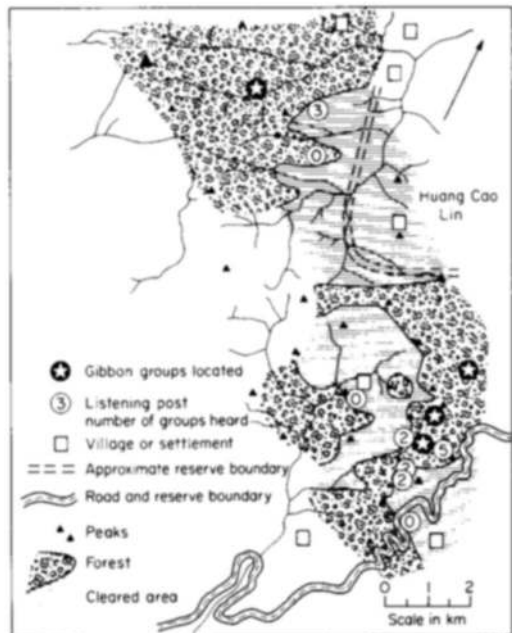 3
0
Huang Cao
Lin
Gibbon groups located
3 Listening post
number of groups heard
Village or settlement
Approximate reserve boundary
Road and reserve boundary
Peaks
Forest
Cleared area
0
2
5
2
0
0 1 2
Scale in km